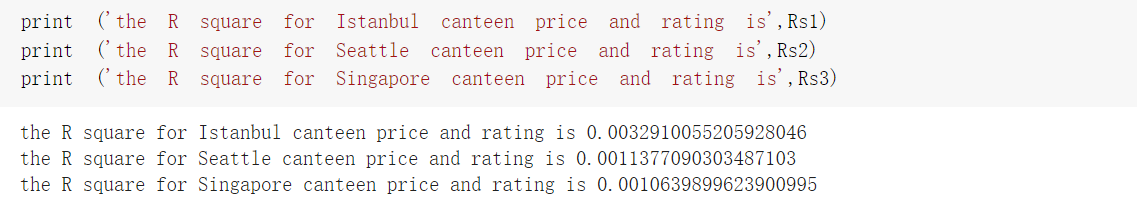 print ('the R square for Istanbul canteen price and rating is',Rs1)
print ('the R square for Seattle canteen price and rating is',Rs2)
print ('the R square for Singapore canteen price and rating is',Rs3)
the R square for Istanbul canteen price and rating is 0.0032910055205928046
the R square for Seattle canteen price and rating is 0.0011377090303487103
the R square for Singapore canteen price and rating is 0.0010639899623900995